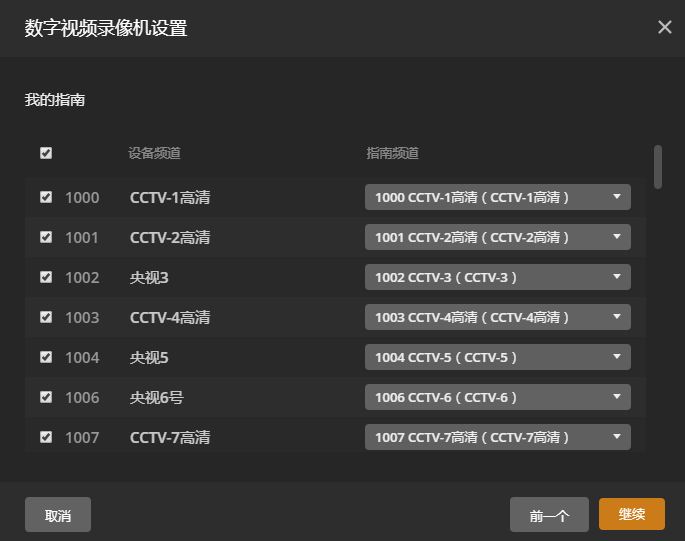 数字视频录像机设置
我的指南
设备频道 指南频道
1000 CCTV-1高清 1000 CCTV-1高清（CCTV-1高清）
1001 CCTV-2高清 1001 CCTV-2高清（CCTV-2高清）
1002 央视3 1002 CCTV-3（CCTV-3）
1003 CCTV-4高清 1003 CCTV-4高清（CCTV-4高清）
1004 央视5 1004 CCTV-5（CCTV-5）
1006 央视6号 1006 CCTV-6（CCTV-6）
1007 CCTV-7高清 1007 CCTV-7高清（CCTV-7高清）
取消 前一个 继续